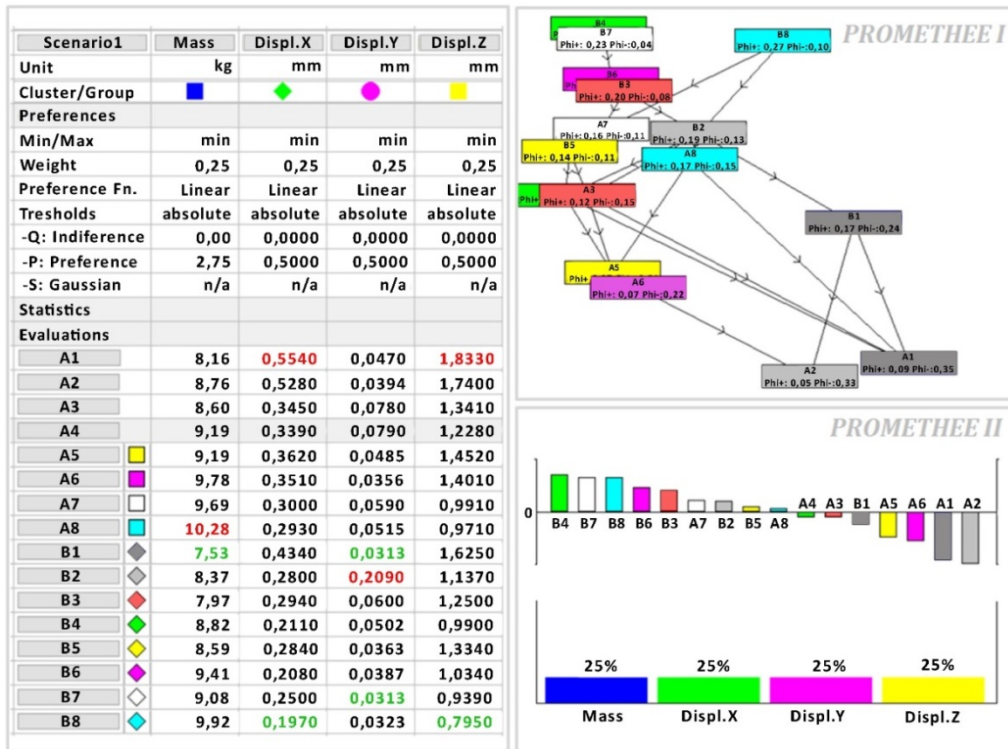 Scenario1 Mass Displ.X Displ.Y Displ.Z
Unit kg mm mm mm
Cluster/Group
Preferences
Min/Max min min min min
Weight 0,25 0,25 0,25 0,25
Preference Fn. Linear Linear Linear Linear
Tresholds absolute absolute absolute absolute
-Q: Indiference 0,00 0,0000 0,0000 0,0000
-P: Preference 2,75 0,5000 0,5000 0,5000
-S: Gaussian n/a n/a n/a n/a
Statistics
Evaluations
A1 8,16 0,5540 0,0470 1,8330
A2 8,76 0,5280 0,0394 1,7400
A3 8,60 0,3450 0,0780 1,3410
A4 9,19 0,3390 0,0790 1,2280
A5 9,19 0,3620 0,0485 1,4520
A6 9,78 0,3510 0,0356 1,4010
A7 9,69 0,3000 0,0590 0,9910
A8 10,28 0,2930 0,0515 0,9710
B1 7,53 0,4340 0,0313 1,6250
B2 8,37 0,2800 0,2090 1,1370
B3 7,97 0,2940 0,0600 1,2500
B4 8,82 0,2110 0,0502 0,9900
B5 8,59 0,2840 0,0363 1,3340
B6 9,41 0,2080 0,0387 1,0340
B7 9,08 0,2500 0,0313 0,9390
B8 9,92 0,1970 0,0323 0,7950
PROMETHEE I
B4
B7
Phi+: 0,23 Phi-:0,04
B8
Phi+: 0,27 Phi-:0,10
B6
B3
Phi+: 0,20 Phi-:0,08
A7
Phi+: 0,16 Phi-:0,11
B2
Phi+: 0,19 Phi-:0,13
B5
Phi+: 0,14 Phi-:0,11
A8
Phi+: 0,17 Phi-:0,15
Phi+
A3
Phi+: 0,12 Phi-:0,15
B1
Phi+: 0,17 Phi-:0,24
A5
Phi+
A6
Phi+: 0,07 Phi-:0,22
A2
Phi+: 0,05 Phi-:0,33
A1
Phi+: 0,09 Phi-:0,35
PROMETHEE II
A4 A3 B1 A5 A6 A1 A2
0
B4 B7 B8 B6 B3 A7 B2 B5 A8
25% 25% 25% 25%
Mass Displ.X Displ.Y Displ.Z